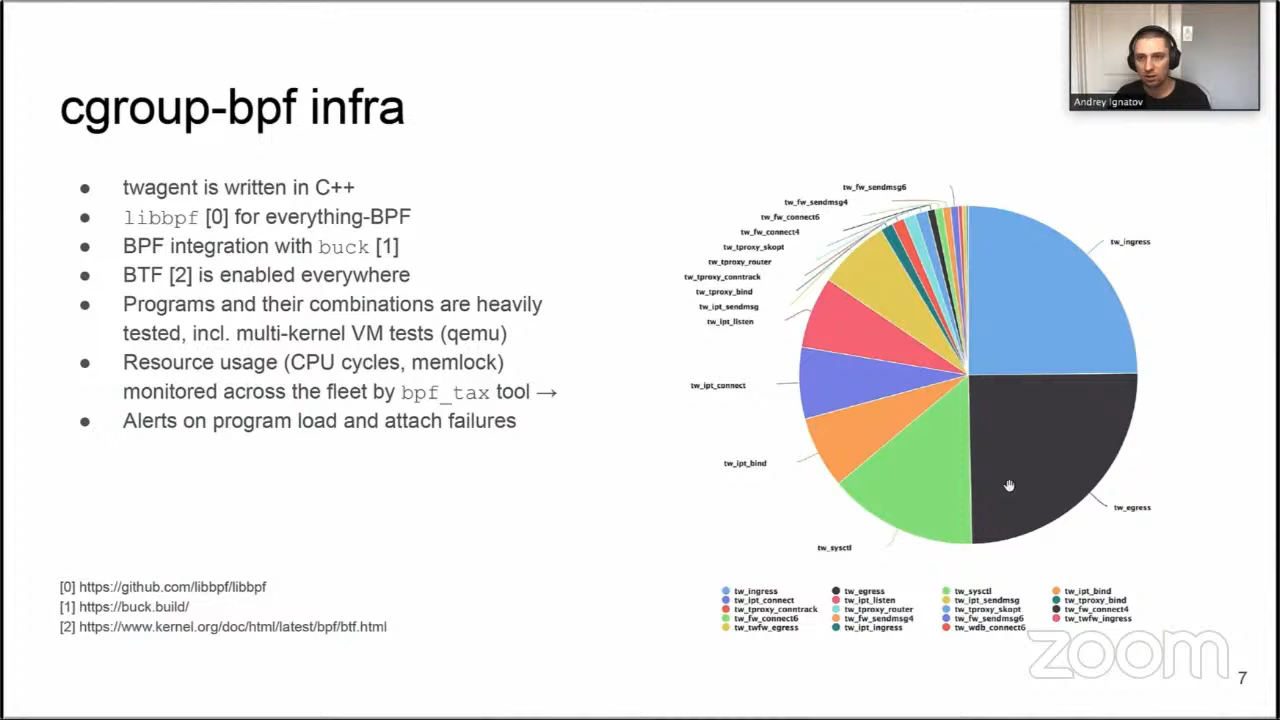 cgroup-bpf infra
● twagent is written in C++
● libbpf [0] for everything-BPF
● BPF integration with buck [1]
● BTF [2] is enabled everywhere
● Programs and their combinations are heavily
tested, incl. multi-kernel VM tests (qemu)
● Resource usage (CPU cycles, memlock)
monitored across the fleet by bpf_tax tool →
● Alerts on program load and attach failures
[0] https://github.com/libbpf/libbpf
[1] https://buck.build/
[2] https://www.kernel.org/doc/html/latest/bpf/btf.html
Andrey Ignatov
tw_fw_sendmsg6
tw_fw_sendmsg4
tw_fw_connect6
tw_fw_connect4
tw_tproxy_skopt
tw_tproxy_router
tw_tproxy_conntrack
tw_tproxy_bind
tw_ipt_sendmsg
tw_ipt_listen
tw_ipt_connect
tw_ipt_bind
tw_sysctl
tw_ingress
tw_egress
tw_ingress tw_egress tw_sysctl tw_ipt_bind
tw_ipt_connect tw_ipt_listen tw_ipt_sendmsg tw_tproxy_bind
tw_tproxy_conntrack tw_tproxy_router tw_tproxy_skopt tw_fw_connect4
tw_fw_connect6 tw_fw_sendmsg4 tw_fw_sendmsg6 tw_twfw_ingress
tw_twfw_egress tw_ipt_ingress tw_wdb_connect6
zoom
7